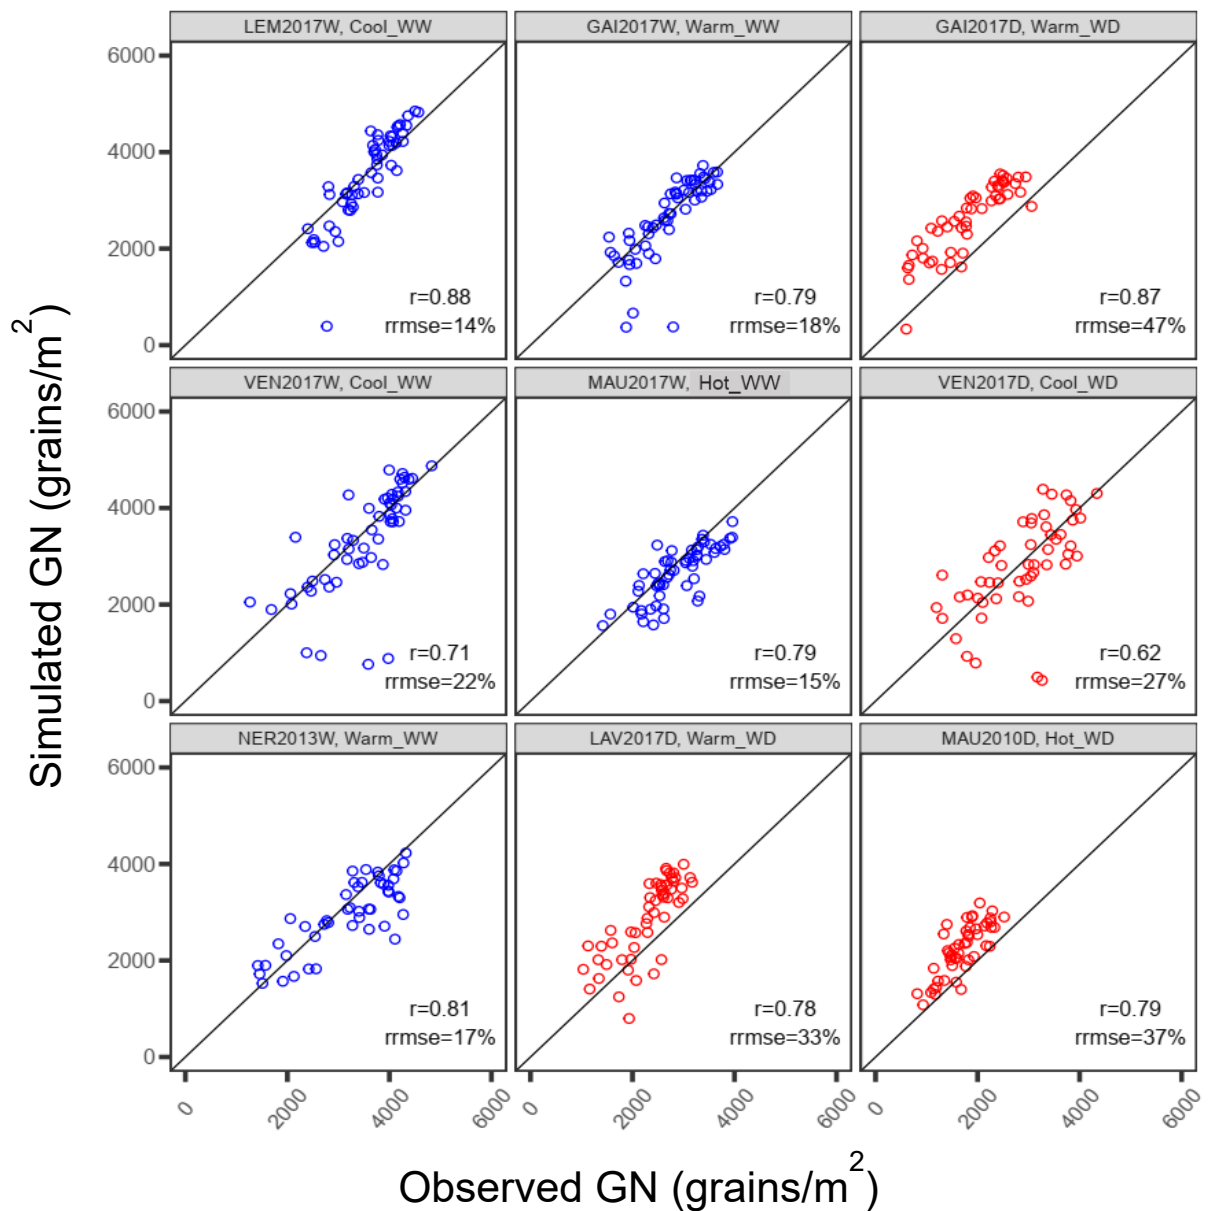 LEM2017W, Cool_WW
GAI2017W, Warm_WW
GAI2017D, Warm_WD
6000
4000
2000
0
r=0.88
rrmse=14%
r=0.79
rrmse=18%
r=0.87
rrmse=47%
VEN2017W, Cool_WW
MAU2017W, Hot_WW
VEN2017D, Cool_WD
6000
4000
2000
0
r=0.71
rrmse=22%
r=0.79
rrmse=15%
r=0.62
rrmse=27%
NER2013W, Warm_WW
LAV2017D, Warm_WD
MAU2010D, Hot_WD
6000
4000
2000
0
r=0.81
rrmse=17%
r=0.78
rrmse=33%
r=0.79
rrmse=37%
0 2000 4000 6000
0 2000 4000 6000
0 2000 4000 6000
Simulated GN (grains/m²)
Observed GN (grains/m²)